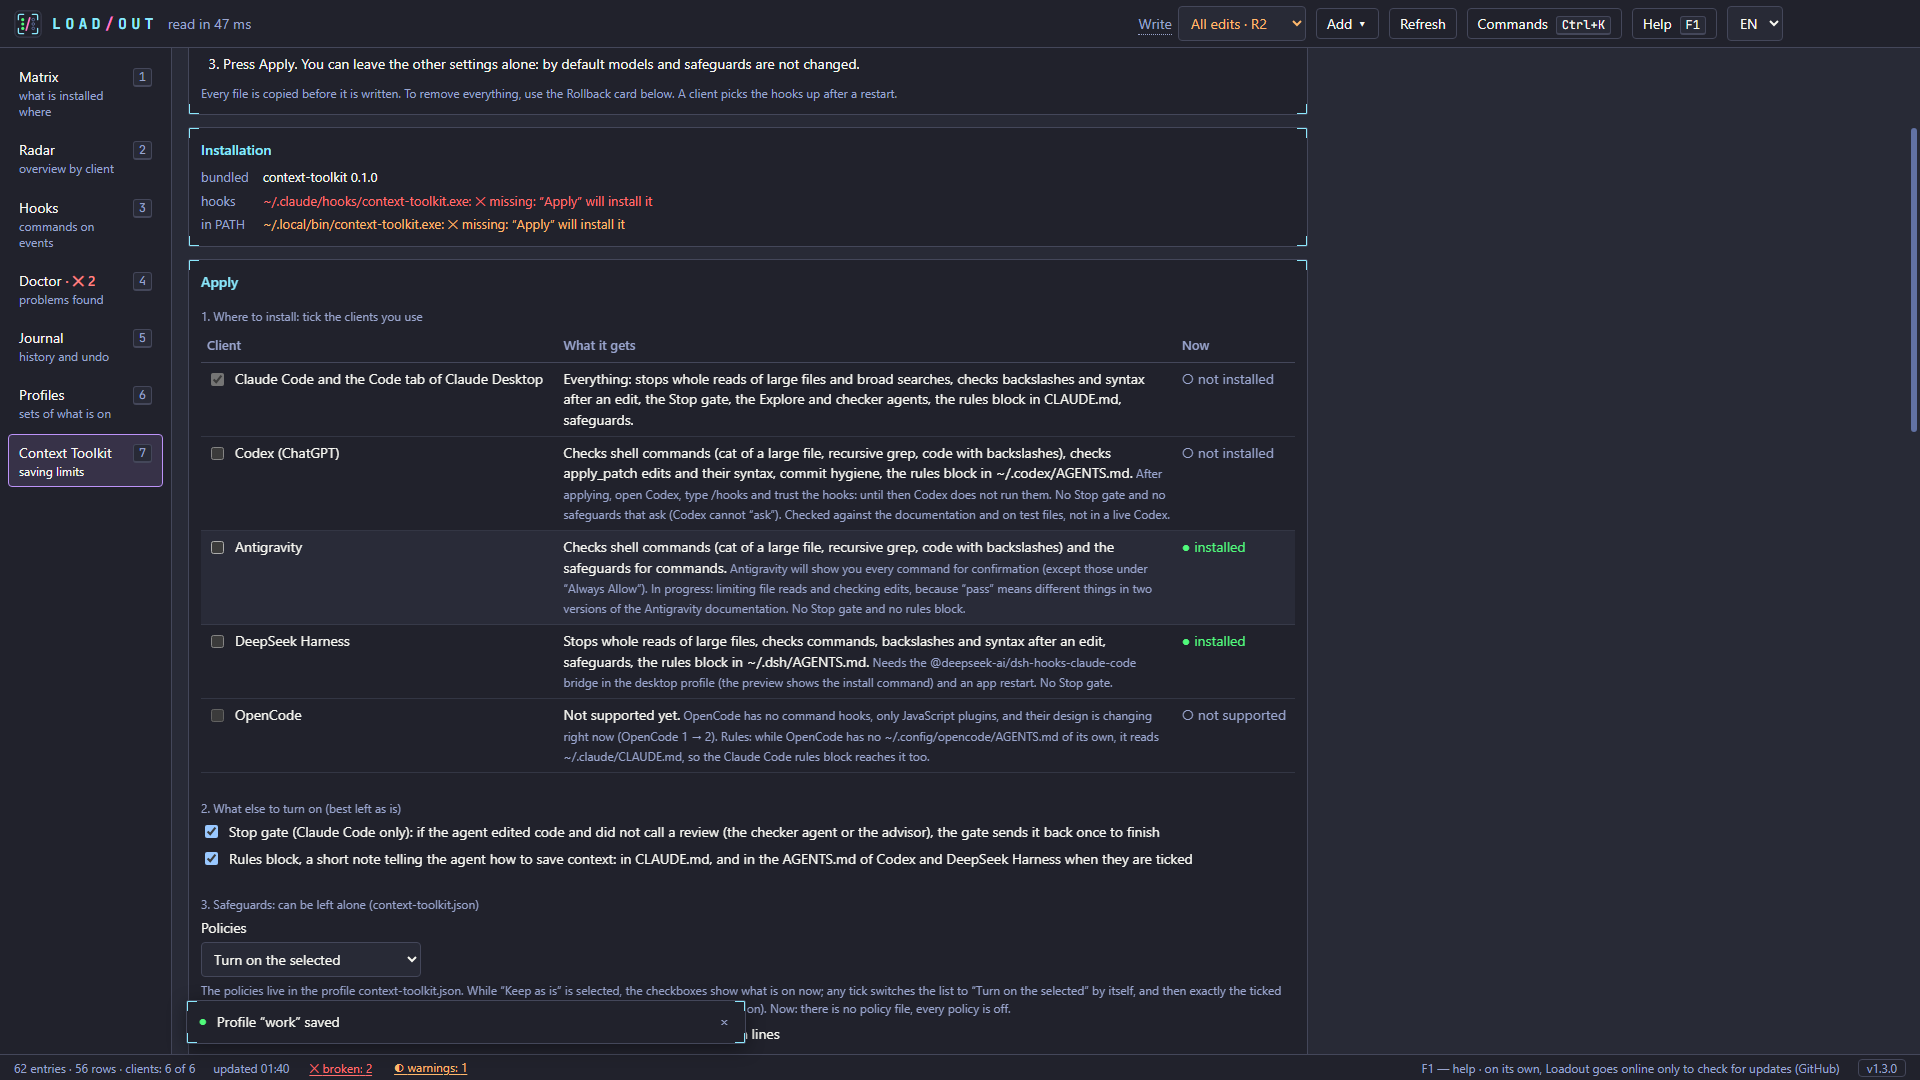 LOAD/OUT read in 47 ms
Write All edits · R2 Add ▾ Refresh Commands Ctrl+K Help F1 EN
Matrix 1
what is installed
where
Radar 2
overview by client
Hooks 3
commands on
events
Doctor · ✕ 2 4
problems found
Journal 5
history and undo
Profiles 6
sets of what is on
Context Toolkit 7
saving limits
3. Press Apply. You can leave the other settings alone: by default models and safeguards are not changed.
Every file is copied before it is written. To remove everything, use the Rollback card below. A client picks the hooks up after a restart.
Installation
bundled context-toolkit 0.1.0
hooks ~/.claude/hooks/context-toolkit.exe: ✕ missing: “Apply” will install it
in PATH ~/.local/bin/context-toolkit.exe: ✕ missing: “Apply” will install it
Apply
1. Where to install: tick the clients you use
Client What it gets Now
Claude Code and the Code tab of Claude Desktop Everything: stops whole reads of large files and broad searches, checks backslashes and syntax ○ not installed
after an edit, the Stop gate, the Explore and checker agents, the rules block in CLAUDE.md,
safeguards.
Codex (ChatGPT) Checks shell commands (cat of a large file, recursive grep, code with backslashes), checks ○ not installed
apply_patch edits and their syntax, commit hygiene, the rules block in ~/.codex/AGENTS.md. After
applying, open Codex, type /hooks and trust the hooks: until then Codex does not run them. No Stop gate and no
safeguards that ask (Codex cannot “ask”). Checked against the documentation and on test files, not in a live Codex.
Antigravity Checks shell commands (cat of a large file, recursive grep, code with backslashes) and the ● installed
safeguards for commands. Antigravity will show you every command for confirmation (except those under
“Always Allow”). In progress: limiting file reads and checking edits, because “pass” means different things in two
versions of the Antigravity documentation. No Stop gate and no rules block.
DeepSeek Harness Stops whole reads of large files, checks commands, backslashes and syntax after an edit, ● installed
safeguards, the rules block in ~/.dsh/AGENTS.md. Needs the @deepseek-ai/dsh-hooks-claude-code
bridge in the desktop profile (the preview shows the install command) and an app restart. No Stop gate.
OpenCode Not supported yet. OpenCode has no command hooks, only JavaScript plugins, and their design is changing ○ not supported
right now (OpenCode 1 → 2). Rules: while OpenCode has no ~/.config/opencode/AGENTS.md of its own, it reads
~/.claude/CLAUDE.md, so the Claude Code rules block reaches it too.
2. What else to turn on (best left as is)
Stop gate (Claude Code only): if the agent edited code and did not call a review (the checker agent or the advisor), the gate sends it back once to finish
Rules block, a short note telling the agent how to save context: in CLAUDE.md, and in the AGENTS.md of Codex and DeepSeek Harness when they are ticked
3. Safeguards: can be left alone (context-toolkit.json)
Policies
Turn on the selected
The policies live in the profile context-toolkit.json. While “Keep as is” is selected, the checkboxes show what is on now; any tick switches the list to “Turn on the selected” by itself, and then exactly the ticked
on). Now: there is no policy file, every policy is off.
lines
Profile “work” saved ×
62 entries · 56 rows · clients: 6 of 6 updated 01:40 ✕ broken: 2 ◐ warnings: 1
F1 — help · on its own, Loadout goes online only to check for updates (GitHub) v1.3.0